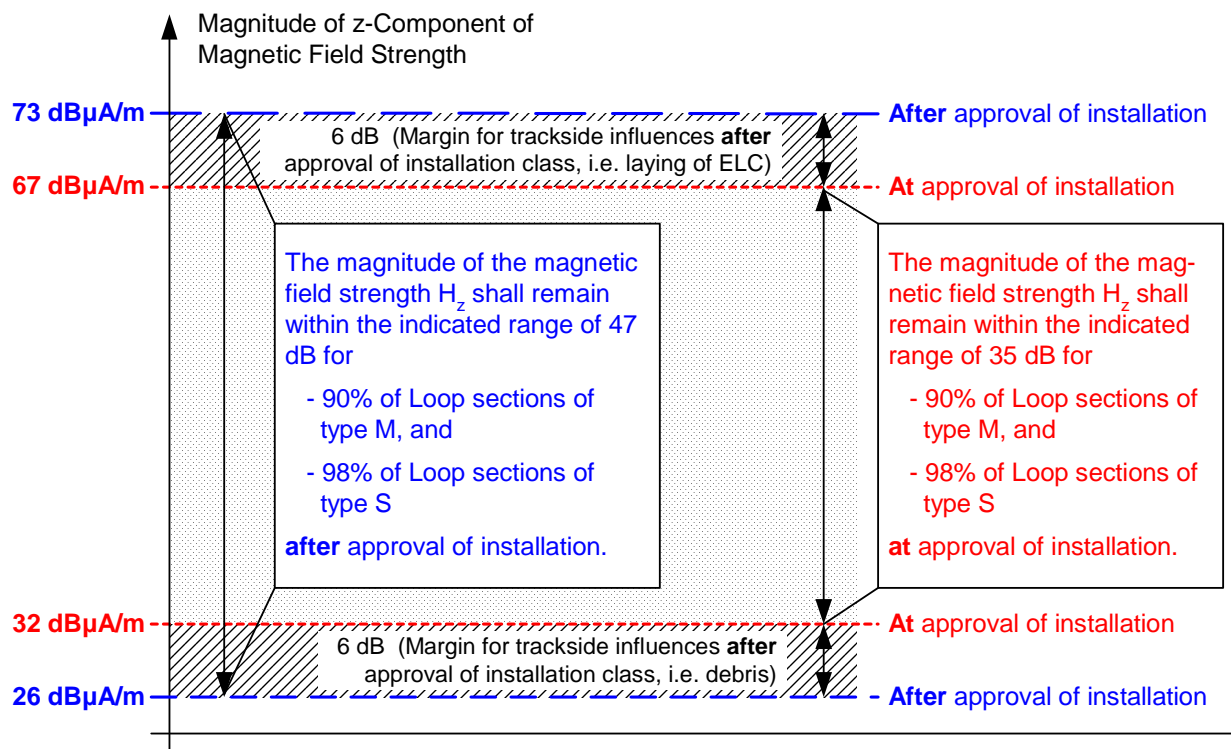 Magnitude of z-Component of
Magnetic Field Strength
73 dBµA/m
After approval of installation
6 dB (Margin for trackside influences after
approval of installation class, i.e. laying of ELC)
67 dBµA/m
At approval of installation
The magnitude of the magnetic
field strength Hz shall remain
within the indicated range of 47
dB for
- 90% of Loop sections of
type M, and
- 98% of Loop sections of
type S
after approval of installation.
The magnitude of the mag-
netic field strength Hz shall
remain within the indicated
range of 35 dB for
- 90% of Loop sections of
type M, and
- 98% of Loop sections of
type S
at approval of installation.
32 dBµA/m
At approval of installation
6 dB (Margin for trackside influences after
approval of installation class, i.e. debris)
26 dBµA/m
After approval of installation